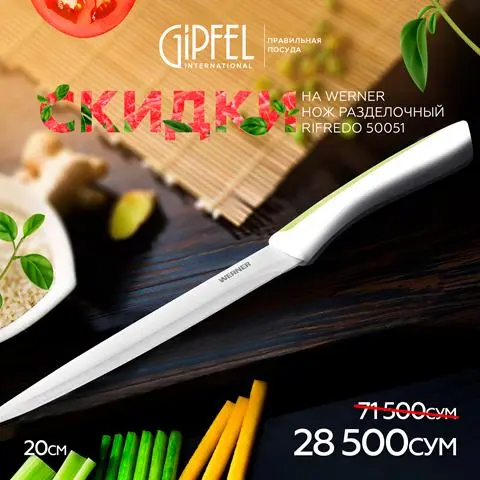 GIPFEL
INTERNATIONAL
ПРАВИЛЬНАЯ
ПОСУДА
СКИДКИ
НА WERNER
НОЖ РАЗДЕЛОЧНЫЙ
RIFREDO 50051
WERNER
71 500СУМ
20СМ
28 500СУМ